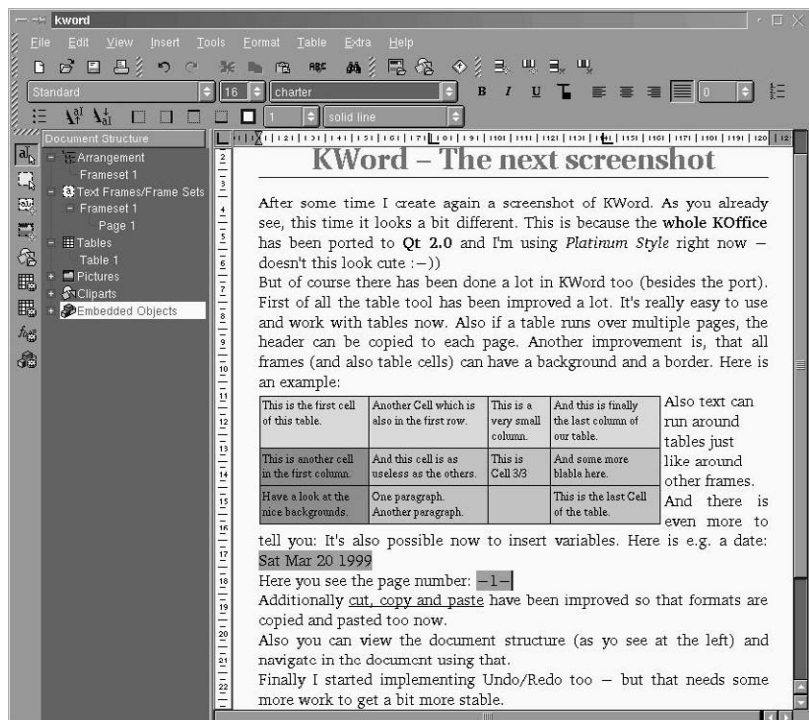 kword
File Edit View Insert Tools Format Table Extra Help
ABC
Standard 16 charter B I U 0
1 solid line
Document Structure
Arrangement
Frameset 1
Text Frames/Frame Sets
Frameset 1
Page 1
Tables
Table 1
Pictures
Cliparts
Embedded Objects
KWord – The next screenshot
After some time I create again a screenshot of KWord. As you already
see, this time it looks a bit different. This is because the whole KOffice
has been ported to Qt 2.0 and I'm using Platinum Style right now –
doesn't this look cute :–))
But of course there has been done a lot in KWord too (besides the port).
First of all the table tool has been improved a lot. It's really easy to use
and work with tables now. Also if a table runs over multiple pages, the
header can be copied to each page. Another improvement is, that all
frames (and also table cells) can have a background and a border. Here is
an example:
This is the first cell
of this table.
Another Cell which is
also in the first row.
This is a
very small
column.
And this is finally
the last column of
our table.
This is another cell
in the first column.
And this cell is as
useless as the others.
This is
Cell 3/3
And some more
blabla here.
Have a look at the
nice backgrounds.
One paragraph.
Another paragraph.
This is the last Cell
of the table.
Also text can
run around
tables just
like around
other frames.
And there is
even more to
tell you: It's also possible now to insert variables. Here is e.g. a date:
Sat Mar 20 1999
Here you see the page number: –1–
Additionally cut, copy and paste have been improved so that formats are
copied and pasted too now.
Also you can view the document structure (as yo see at the left) and
navigate in the document using that.
Finally I started implementing Undo/Redo too – but that needs some
more work to get a bit more stable.